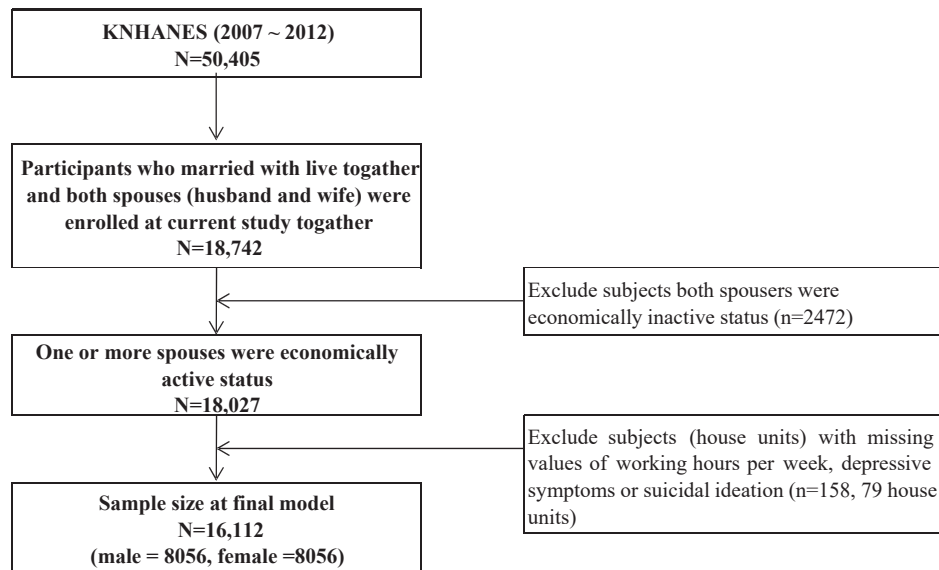 KNHANES (2007 ~ 2012)
N=50,405
Participants who married with live togather
and both spouses (husband and wife) were
enrolled at current study togather
N=18,742
Exclude subjects both spousers were
economically inactive status (n=2472)
One or more spouses were economically
active status
N=18,027
Exclude subjects (house units) with missing
values of working hours per week, depressive
symptoms or suicidal ideation (n=158, 79 house
units)
Sample size at final model
N=16,112
(male = 8056, female =8056)